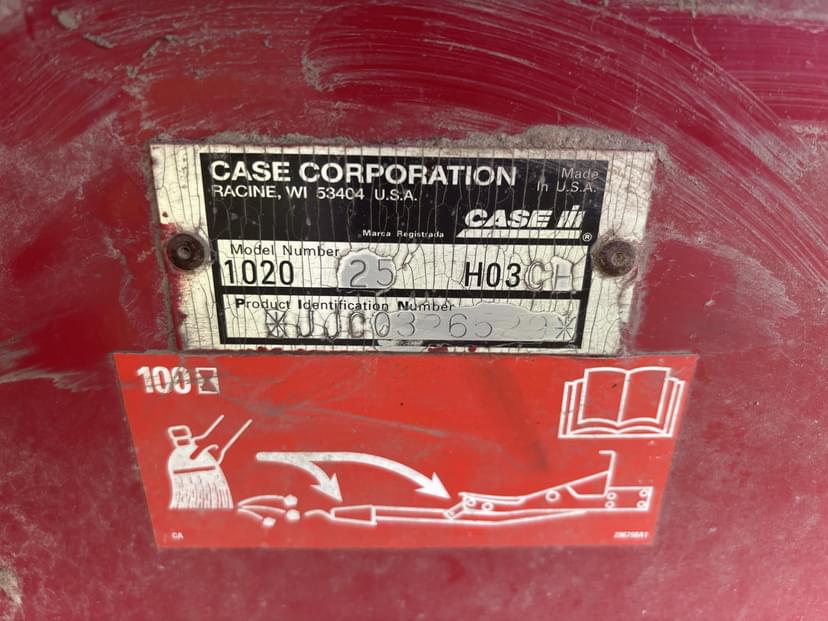 CASE CORPORATION
Made
In U.S.A.
RACINE, WI 53404 U.S.A.
CASE IH
®
Marca Registrada
Model Number
1020 25 H03CH
Product Identification Number
100
CA